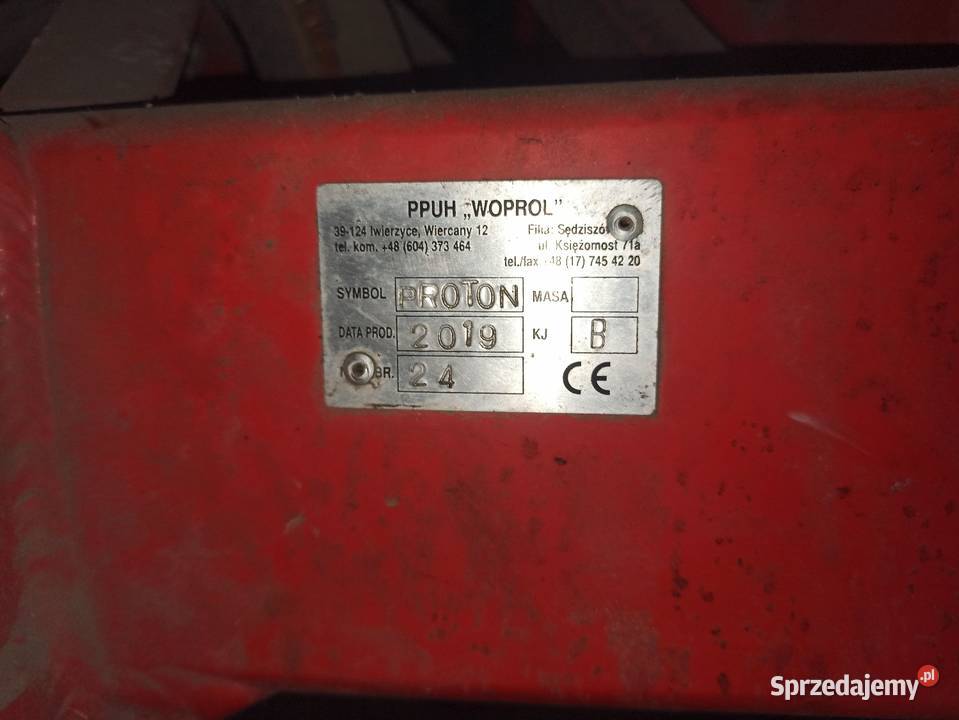 PPUH „WOPROL”
39-124 Iwierzyce, Wiercany 12 Filia: Sędziszów
tel. kom. +48 (604) 373 464 ul. Księżomost 71a
tel./fax +48 (17) 745 42 20
SYMBOL PROTON MASA
DATA PROD. 2019 KJ B
24 CE
Sprzedajemy.pl